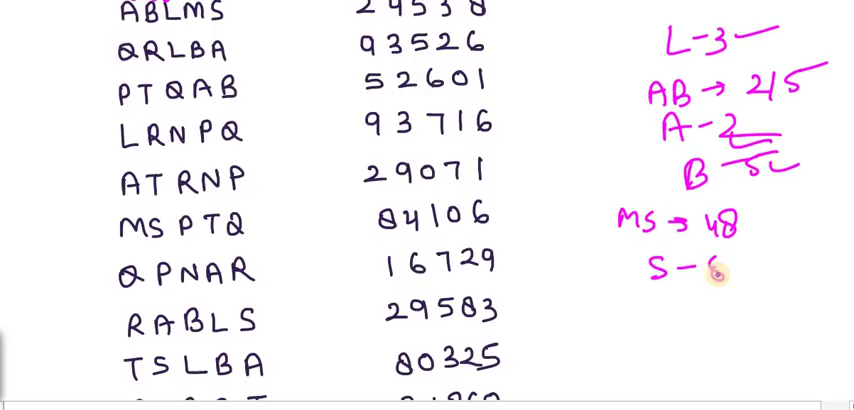 ABLMS 24538
QRLBA 93526
PTQAB 52601
LRNPQ 93716
ATRNP 29071
MSPTQ 84106
QPNAR 16729
RABLS 29583
TSLBA 80325
L-3
AB → 2/5
A-2
B 5
MS → 48
S-